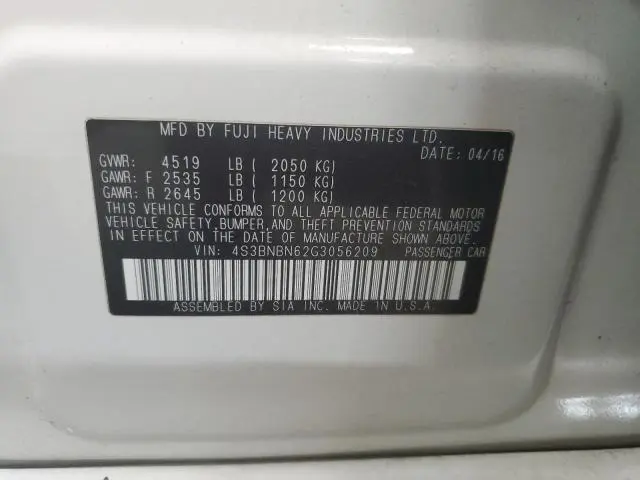 MFD BY FUJI HEAVY INDUSTRIES LTD.
DATE: 04/16
GVWR: 4519 LB ( 2050 KG)
GAWR: F 2535 LB ( 1150 KG)
GAWR: R 2645 LB ( 1200 KG)
THIS VEHICLE CONFORMS TO ALL APPLICABLE FEDERAL MOTOR
VEHICLE SAFETY,BUMPER,AND THEFT PREVENTION STANDARDS
IN EFFECT ON THE DATE OF MANUFACTURE SHOWN ABOVE.
VIN: 4S3BNBN62G3056209 PASSENGER CAR
ASSEMBLED BY SIA INC. MADE IN U.S.A.